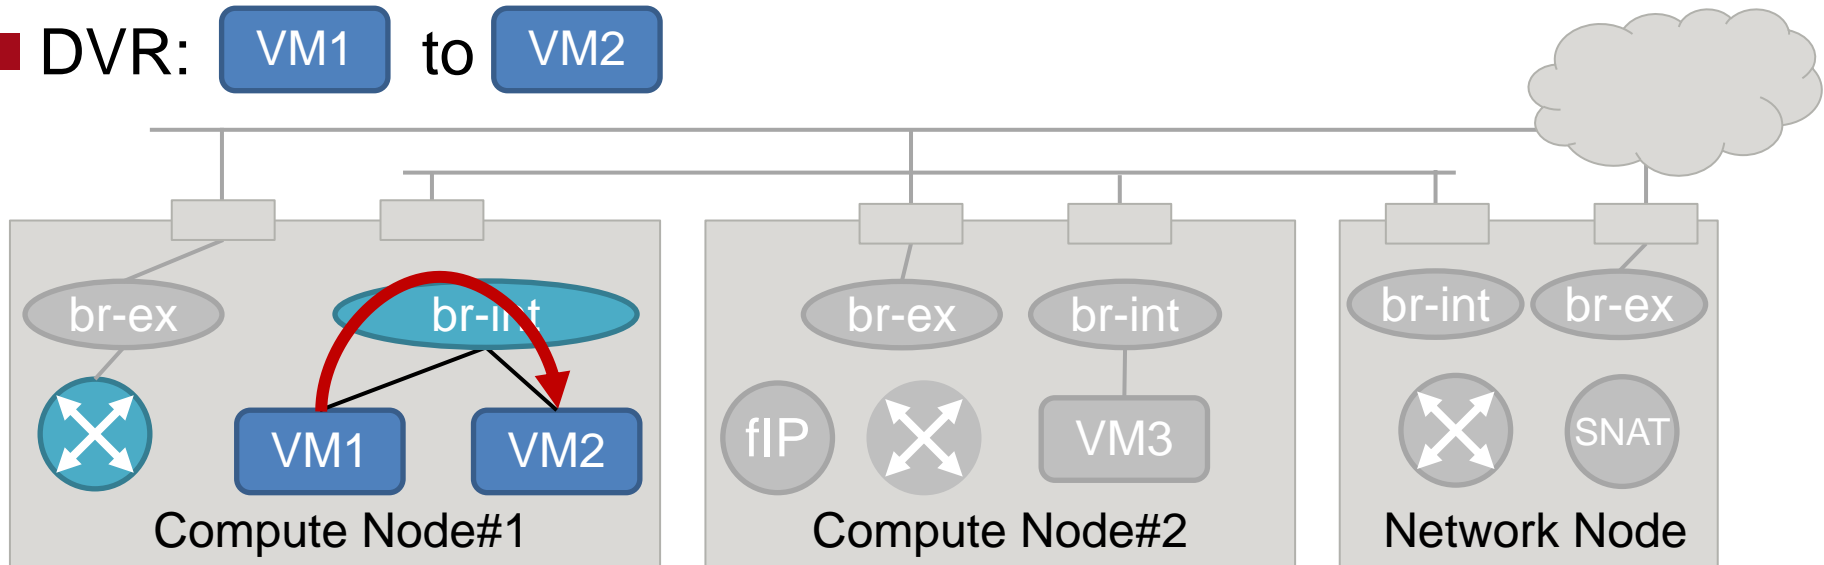 DVR: VM1 to VM2
br-ex br-int br-ex br-int br-int br-ex
VM1 VM2 fIP VM3 SNAT
Compute Node#1 Compute Node#2 Network Node